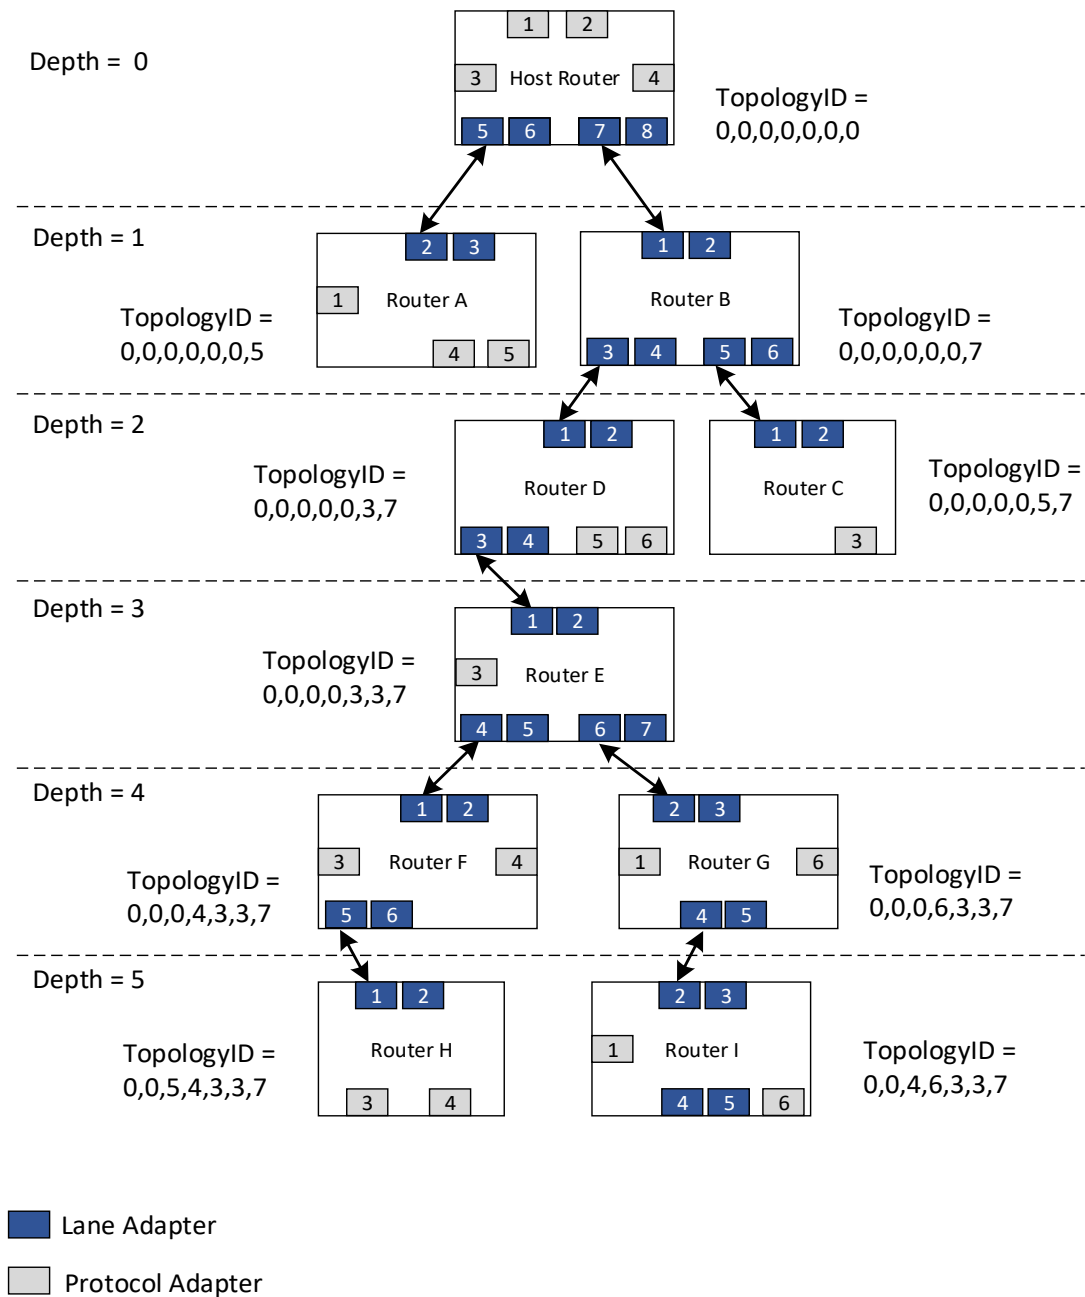 Depth = 0
1 2
3 Host Router 4
5 6 7 8
TopologyID =
0,0,0,0,0,0,0
Depth = 1
2 3
1 Router A
4 5
TopologyID =
0,0,0,0,0,0,5
1 2
Router B
3 4 5 6
TopologyID =
0,0,0,0,0,0,7
Depth = 2
TopologyID =
0,0,0,0,0,3,7
1 2
Router D
3 4 5 6
1 2
Router C
3
TopologyID =
0,0,0,0,0,5,7
Depth = 3
TopologyID =
0,0,0,0,3,3,7
1 2
3 Router E
4 5 6 7
Depth = 4
TopologyID =
0,0,0,4,3,3,7
1 2
3 Router F 4
5 6
2 3
1 Router G 6
4 5
TopologyID =
0,0,0,6,3,3,7
Depth = 5
TopologyID =
0,0,5,4,3,3,7
1 2
Router H
3 4
2 3
1 Router I
4 5 6
TopologyID =
0,0,4,6,3,3,7
Lane Adapter
Protocol Adapter